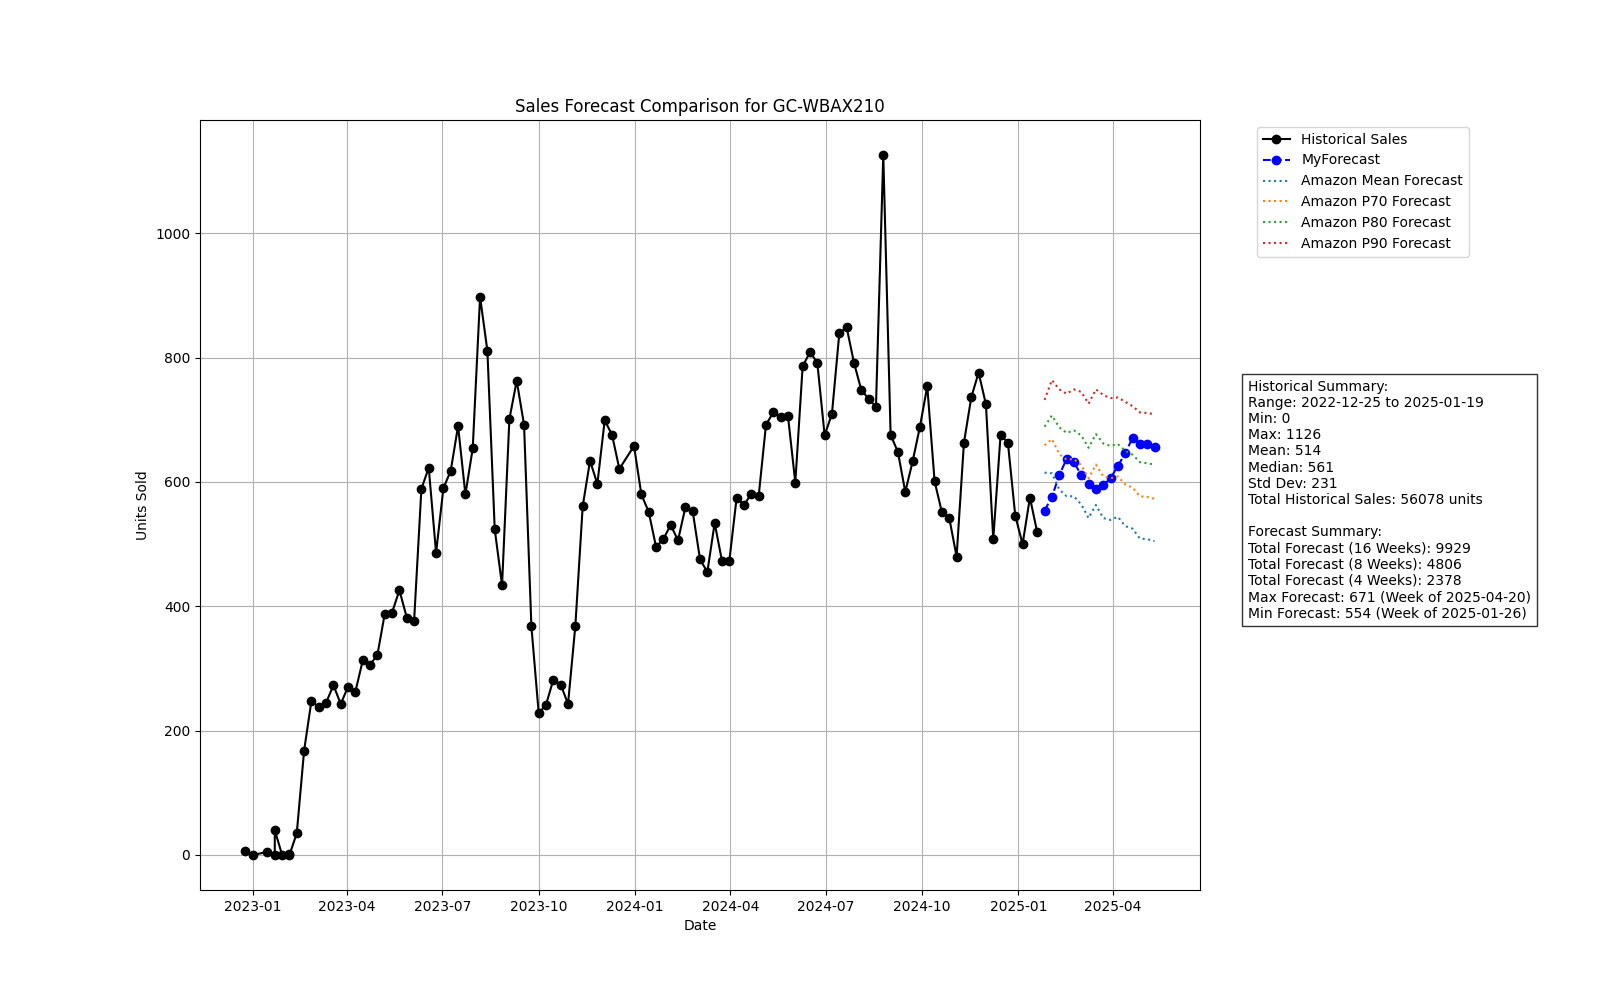 Sales Forecast Comparison for GC-WBAX210
Historical Sales
MyForecast
Amazon Mean Forecast
Amazon P70 Forecast
Amazon P80 Forecast
Amazon P90 Forecast
1000
800
600
400
200
0
Units Sold
2023-01 2023-04 2023-07 2023-10 2024-01 2024-04 2024-07 2024-10 2025-01 2025-04
Date
Historical Summary:
Range: 2022-12-25 to 2025-01-19
Min: 0
Max: 1126
Mean: 514
Median: 561
Std Dev: 231
Total Historical Sales: 56078 units
Forecast Summary:
Total Forecast (16 Weeks): 9929
Total Forecast (8 Weeks): 4806
Total Forecast (4 Weeks): 2378
Max Forecast: 671 (Week of 2025-04-20)
Min Forecast: 554 (Week of 2025-01-26)